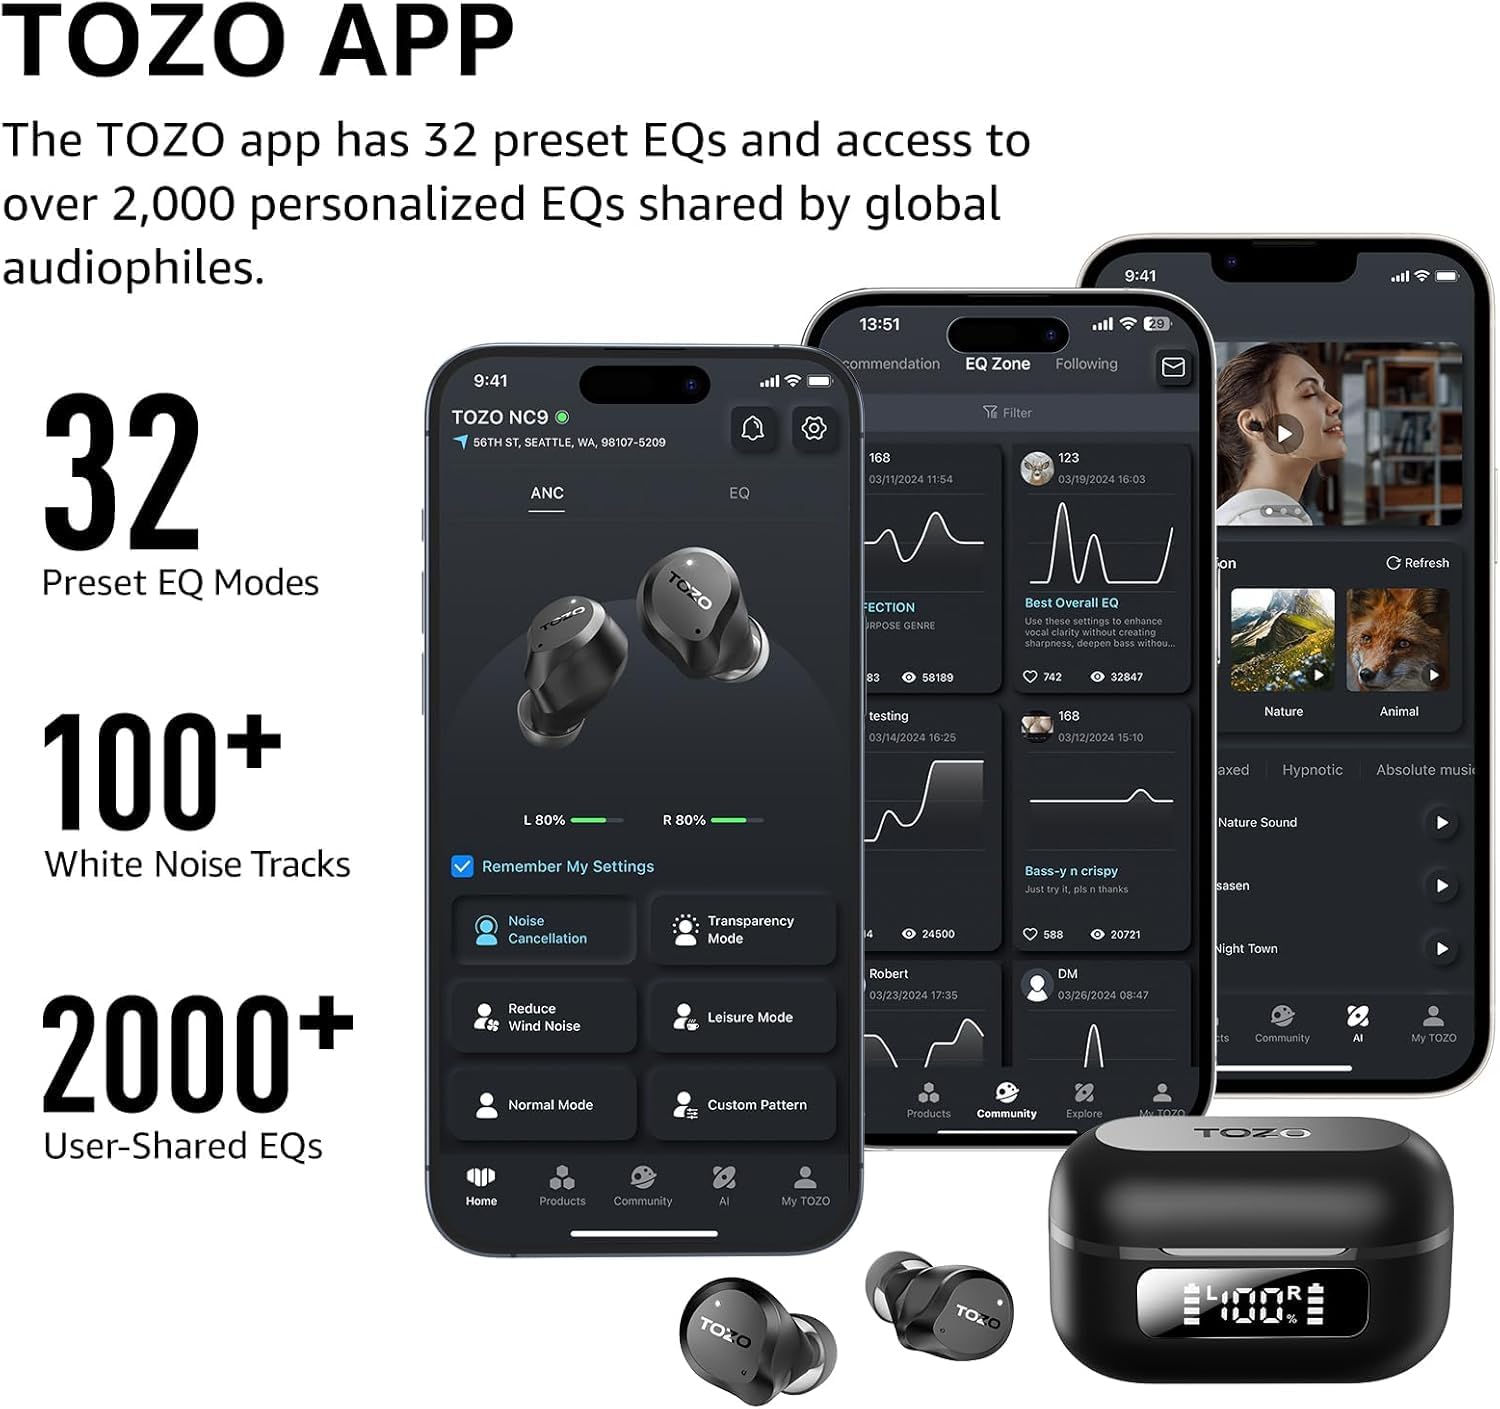 TOZO APP
The TOZO app has 32 preset EQs and access to
over 2,000 personalized EQs shared by global
audiophiles.
32
Preset EQ Modes
100+
White Noise Tracks
2000+
User-Shared EQs
9:41
TOZO NC9
56TH ST, SEATTLE, WA, 98107-5209
ANC
EQ
TOZO
TOZO
L 80%
R 80%
Remember My Settings
Noise
Cancellation
Transparency
Mode
Reduce
Wind Noise
Leisure Mode
Normal Mode
Custom Pattern
Home
Products
Community
AI
My TOZO
13:51
29
commendation
EQ Zone
Following
Filter
168
03/11/2024 11:54
FECTION
RPOSE GENRE
83
58189
123
03/19/2024 16:03
Best Overall EQ
Use these settings to enhance
vocal clarity without creating
sharpness, deepen bass withou...
742
32847
testing
03/14/2024 16:25
24500
168
03/12/2024 15:10
Bass-y n crispy
Just try it, pls n thanks
588
20721
Robert
03/23/2024 17:35
DM
03/26/2024 08:47
Products
Community
Explore
My TOZO
9:41
on
Refresh
Nature
Animal
axed
Hypnotic
Absolute music
Nature Sound
sasen
Night Town
cts
Community
AI
My TOZO
TOZO
L 100% R
TOZO
TOZO